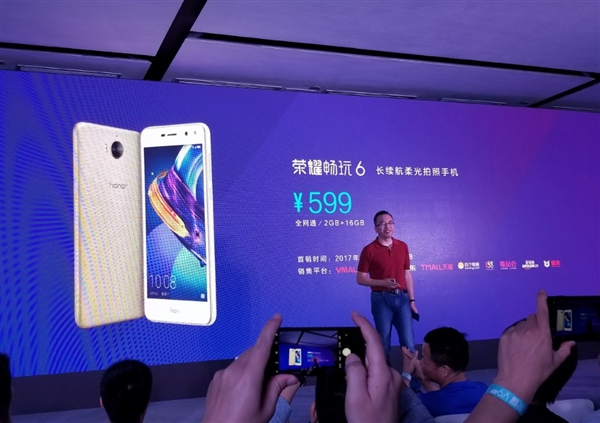 荣耀畅玩6 长续航柔光拍照手机
¥599
全网通/2GB+16GB
首销时间：2017年
销售平台：VMALL TMALL天猫
honor
10:08
honor